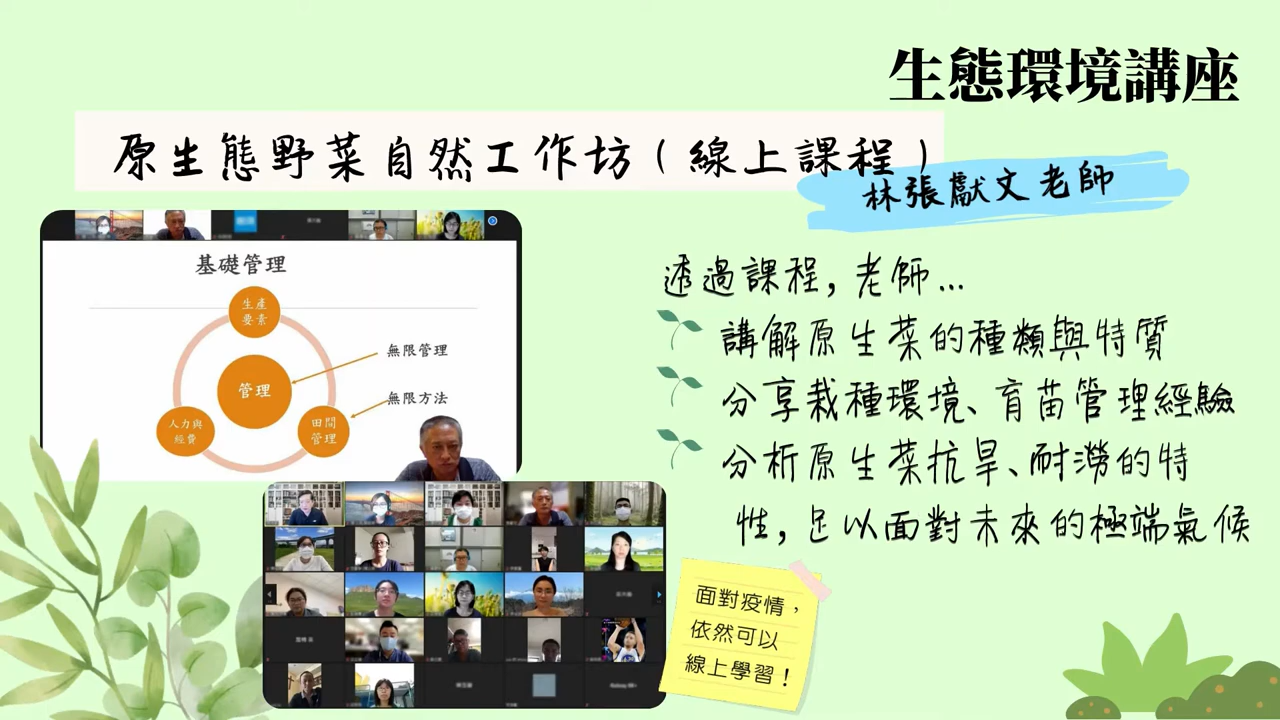 生態環境講座
原生態野菜自然工作坊（線上課程）
林張獻文老師
基礎管理
生產
要素
無限管理
管理
無限方法
人力與
經費
田間
管理
透過課程, 老師...
講解原生菜的種類與特質
分享栽種環境、育苗管理經驗
分析原生菜抗旱、耐澇的特
性, 足以面對未來的極端氣候
面對疫情，
依然可以
線上學習！